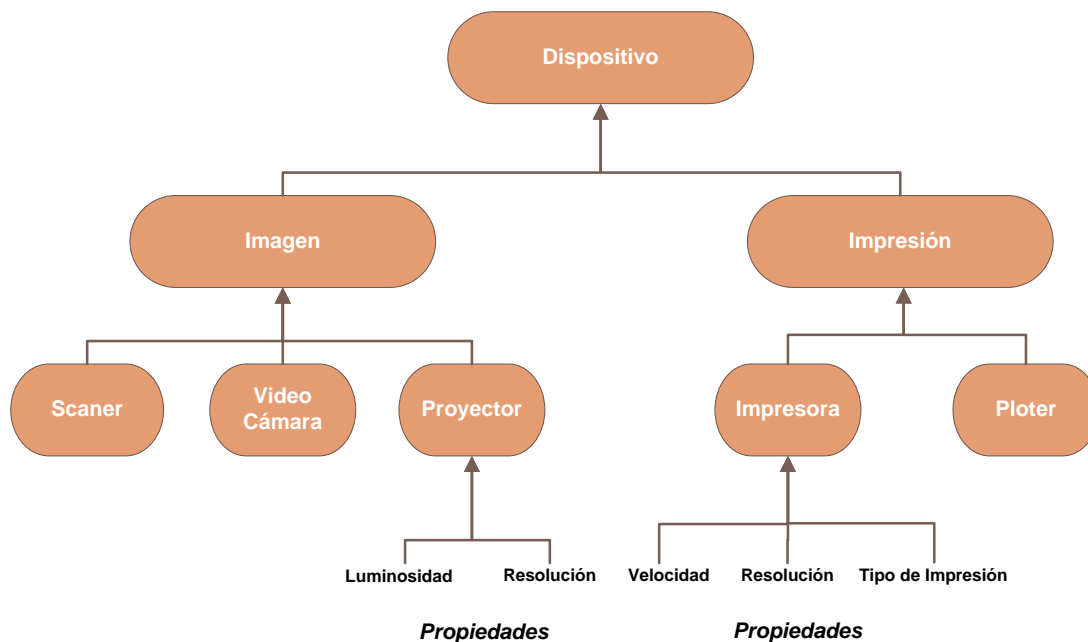 Dispositivo
Imagen
Impresión
Scaner
Video
Cámara
Proyector
Impresora
Ploter
Luminosidad
Resolución
Velocidad
Resolución
Tipo de Impresión
Propiedades
Propiedades